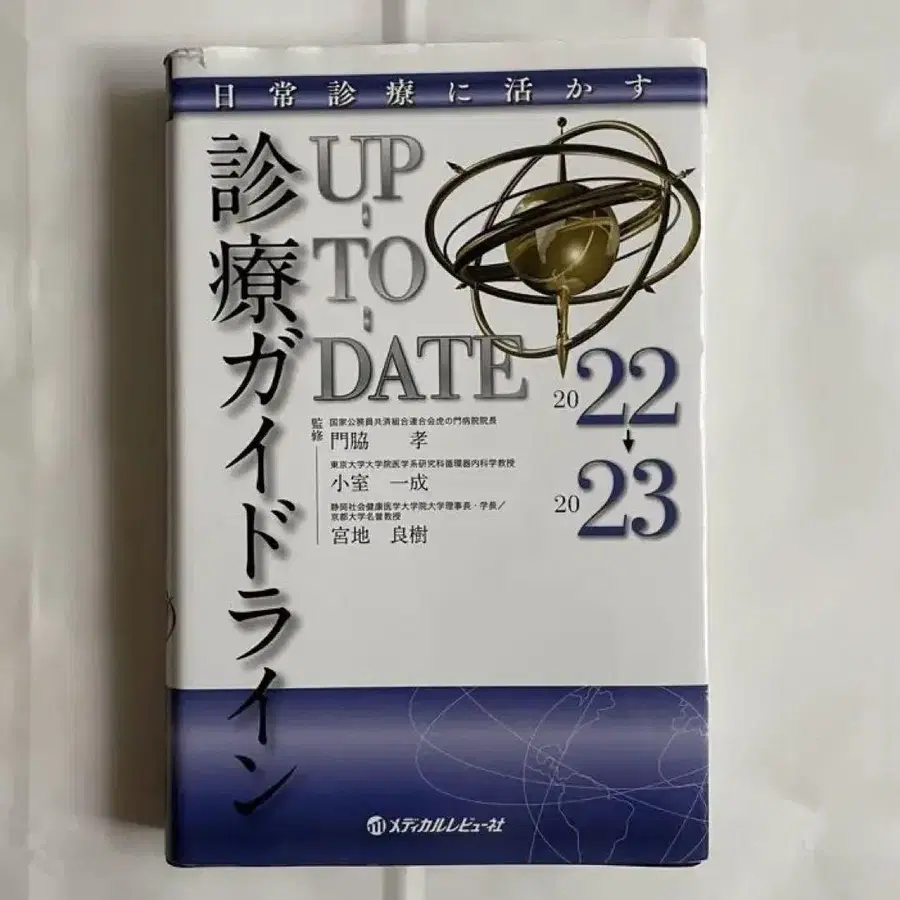 日常診療に活かす
診療ガイドライン
UP-
TO-
DATE
2022→
2023
監修
国家公務員共済組合連合会虎の門病院院長
門脇 孝
東京大学大学院医学系研究科循環器内科学教授
小室 一成
静岡社会健康医学大学院大学理事長・学長／
京都大学名誉教授
宮地 良樹
メディカルレビュー社